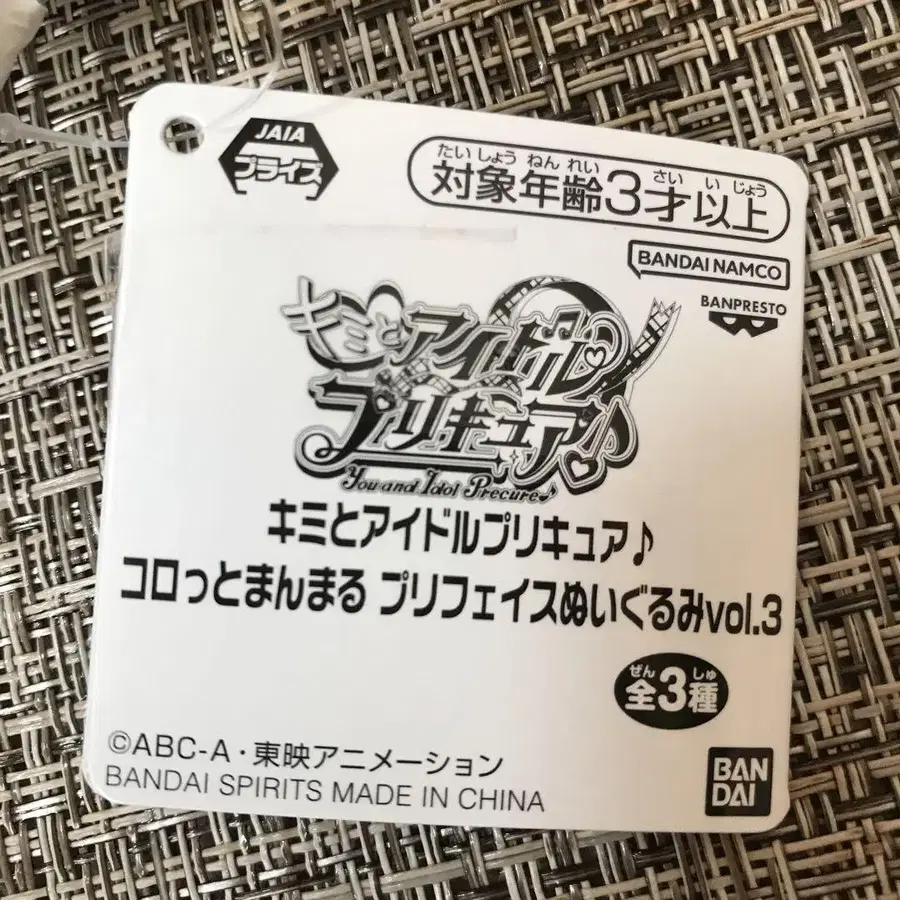 JAIA
プライズ
たいしょうねんれい さいいじょう
対象年齢3才以上
BANDAI NAMCO
BANPRESTO
キミとアイドル
プリキュア♪
You and Idol Precure♪
キミとアイドルプリキュア♪
コロっとまんまる プリフェイスぬいぐるみvol.3
ぜん しゅ
全3種
©ABC-A・東映アニメーション
BANDAI SPIRITS MADE IN CHINA
BAN
DAI